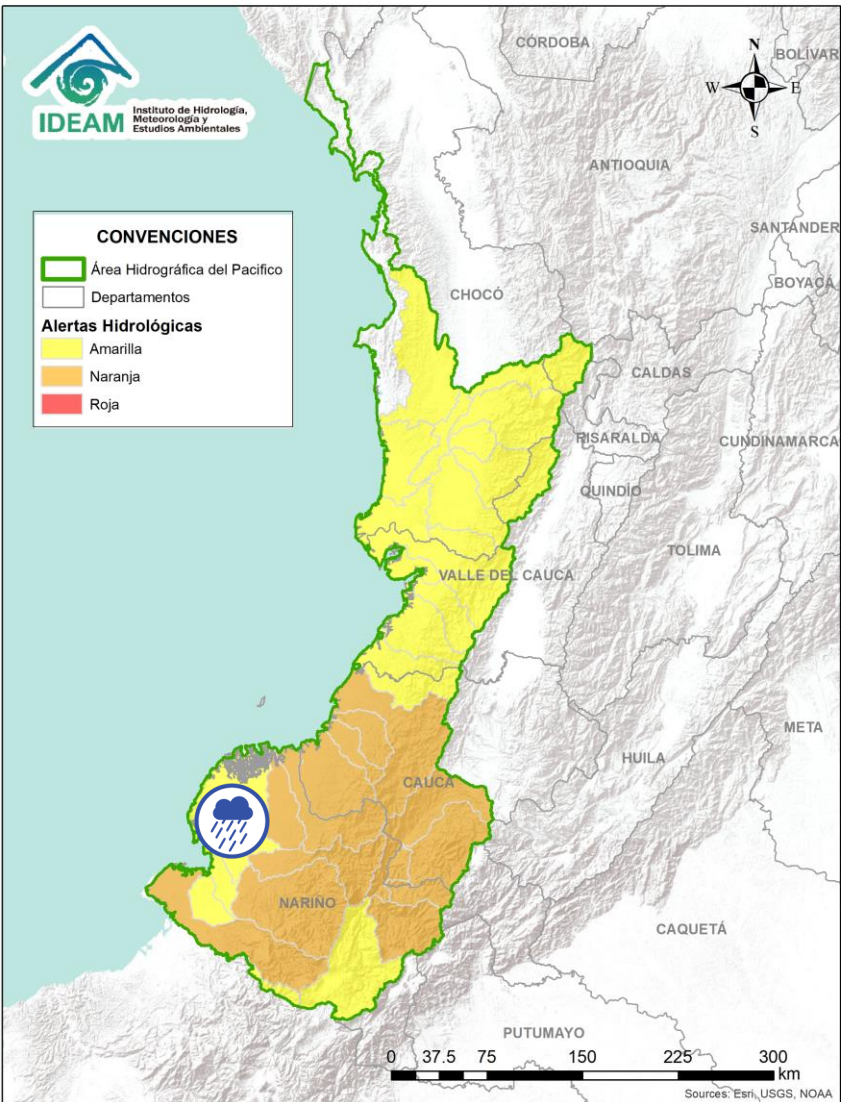 IDEAM
Instituto de Hidrología,
Meteorología y
Estudios Ambientales
CÓRDOBA
BOLÍVAR
N
W
E
S
ANTIOQUIA
SANTANDER
BOYACÁ
CONVENCIONES
Área Hidrográfica del Pacifico
Departamentos
Alertas Hidrológicas
Amarilla
Naranja
Roja
CHOCÓ
CALDAS
RISARALDA
CUNDINAMARCA
QUINDÍO
TOLIMA
VALLE DEL CAUCA
META
HUILA
CAUCA
NARIÑO
CAQUETÁ
PUTUMAYO
0 37.5 75 150 225 300
km
Sources: Esri, USGS, NOAA